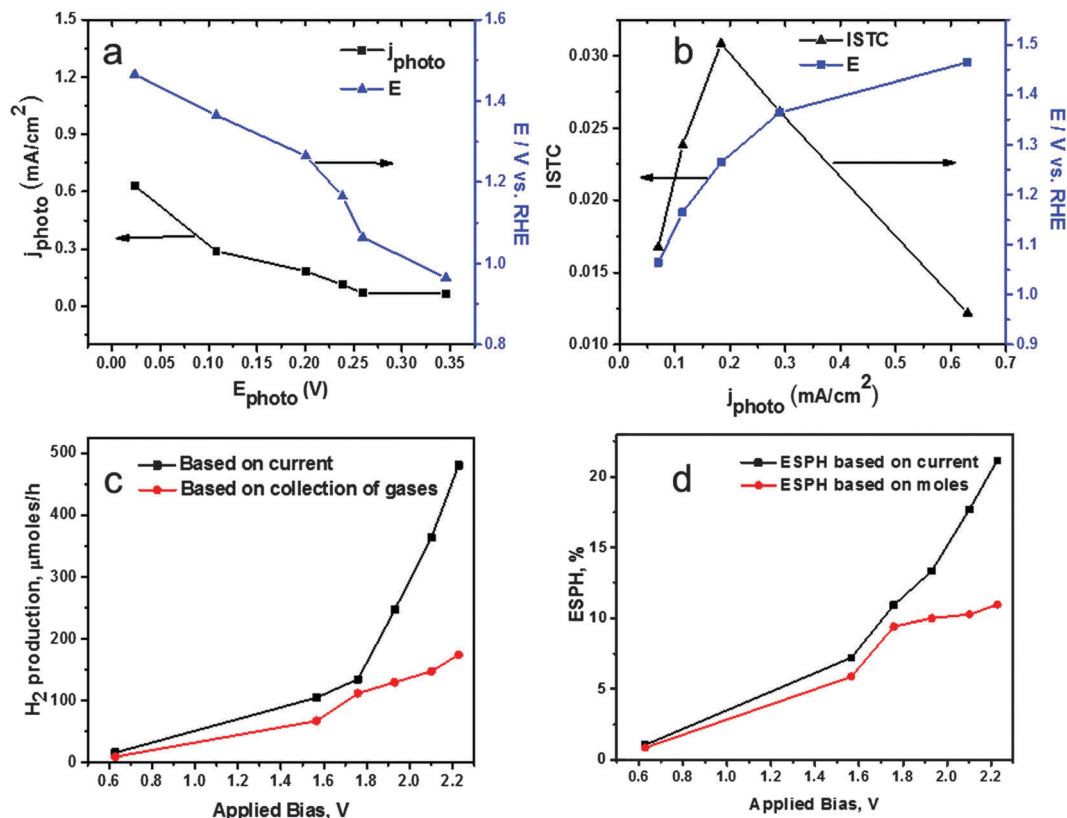 a
j_photo
E
j_photo (mA/cm²)
1.5
1.2
0.9
0.6
0.3
0.0
1.6
1.4
1.2
1.0
0.8
E / V vs. RHE
0.00 0.05 0.10 0.15 0.20 0.25 0.30 0.35
E_photo (V)
b
ISTC
E
ISTC
0.030
0.025
0.020
0.015
0.010
1.5
1.4
1.3
1.2
1.1
1.0
0.9
E / V vs. RHE
0.0 0.1 0.2 0.3 0.4 0.5 0.6 0.7
j_photo (mA/cm²)
c
Based on current
Based on collection of gases
H₂ production, μmoles/h
500
400
300
200
100
0
0.6 0.8 1.0 1.2 1.4 1.6 1.8 2.0 2.2
Applied Bias, V
d
ESPH based on current
ESPH based on moles
ESPH, %
20
15
10
5
0
0.6 0.8 1.0 1.2 1.4 1.6 1.8 2.0 2.2
Applied Bias, V